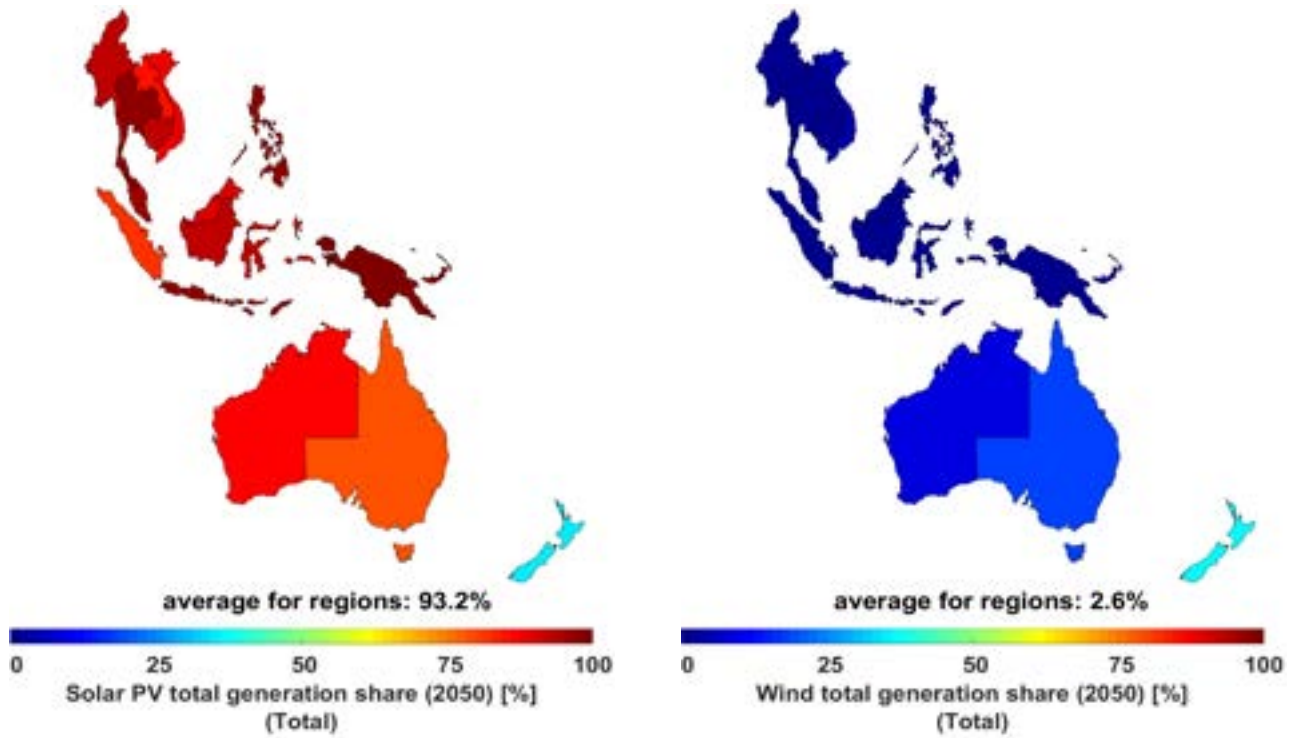 average for regions: 93.2%
0 25 50 75 100
Solar PV total generation share (2050) [%]
(Total)
average for regions: 2.6%
0 25 50 75 100
Wind total generation share (2050) [%]
(Total)